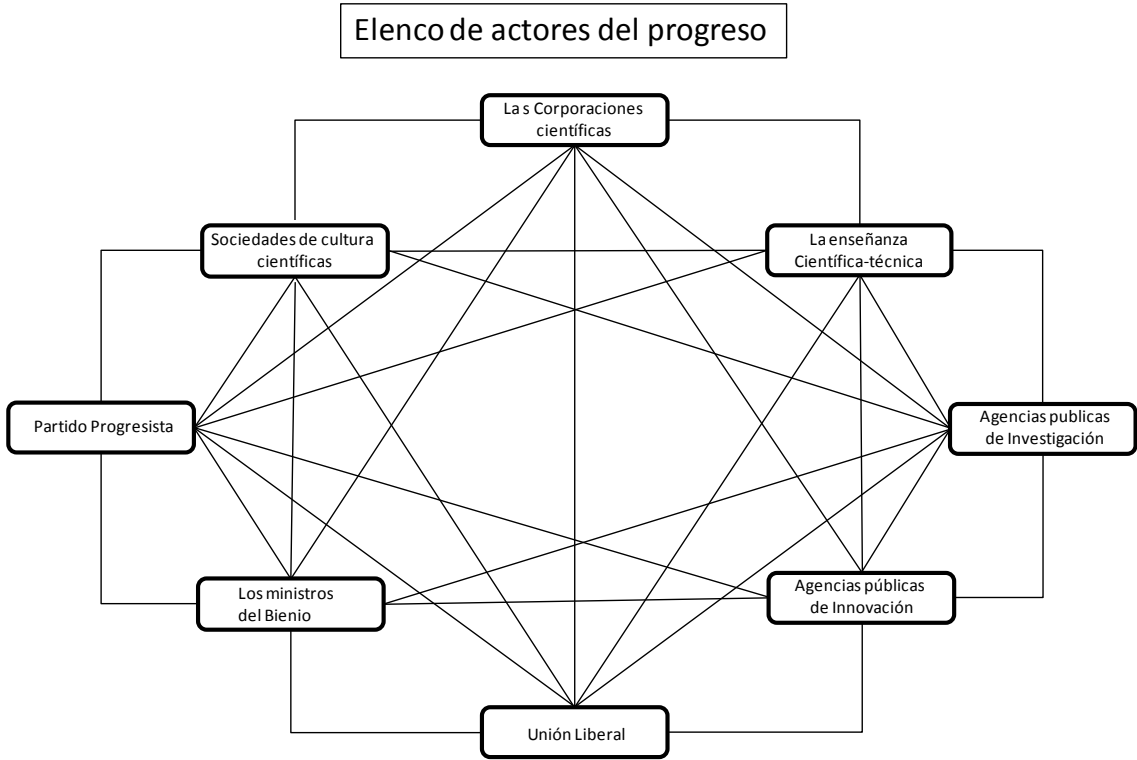 Elenco de actores del progreso
La s Corporaciones
científicas
Sociedades de cultura
científicas
La enseñanza
Científica-técnica
Partido Progresista
Agencias publicas
de Investigación
Los ministros
del Bienio
Agencias públicas
de Innovación
Unión Liberal